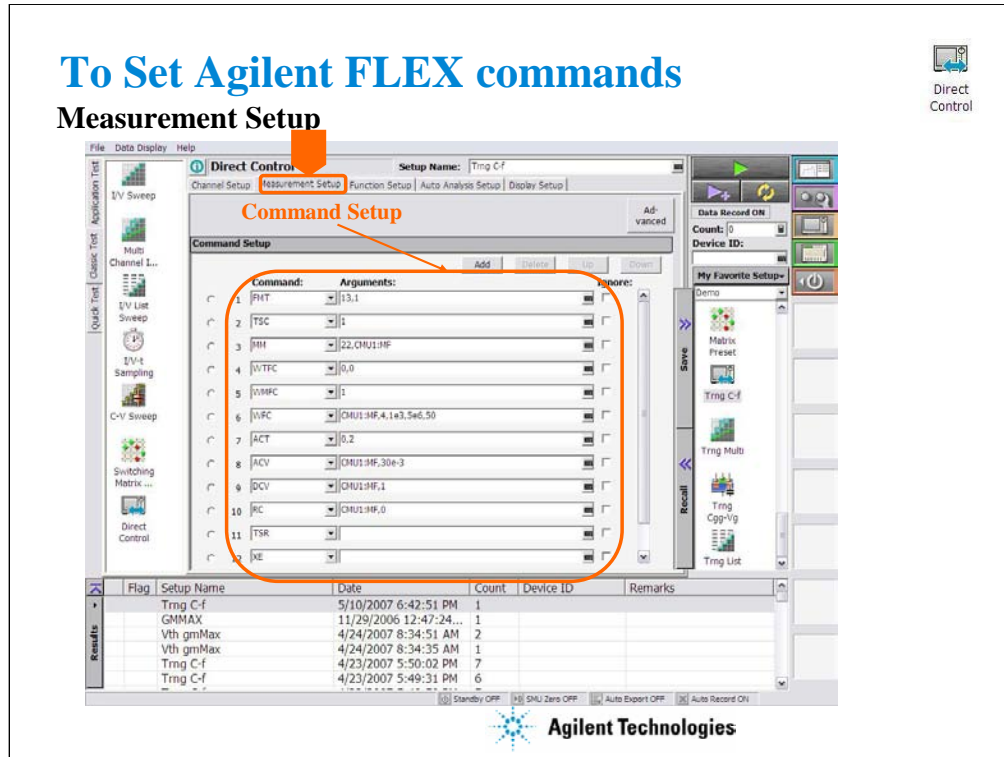 To Set Agilent FLEX commands
Direct
Control
Measurement Setup
File Data Display Help
Direct Control
Setup Name: Trng C-f
Channel Setup Measurement Setup Function Setup Auto Analysis Setup Display Setup
Command Setup
Ad-
vanced
Command Setup
Add Delete Up Down
Command: Arguments: Ignore:
1 FMT 13,1
2 TSC 1
3 MM 22,CMU1:MF
4 WTFC 0,0
5 WMFC 1
6 WFC CMU1:MF,4,1e3,5e6,50
7 ACT 0,2
8 ACV CMU1:MF,30e-3
9 DCV CMU1:MF,1
10 RC CMU1:MF,0
11 TSR
12 XE
Application Test
Classic Test
Quick Test
I/V Sweep
Multi
Channel I...
I/V List
Sweep
I/V-t
Sampling
C-V Sweep
Switching
Matrix ...
Direct
Control
Save
Recall
Data Record ON
Count: 0
Device ID:
My Favorite Setup
Demo
Matrix
Preset
Trng C-f
Trng Multi
Trng
Cgg-Vg
Trng List
Results
Flag Setup Name Date Count Device ID Remarks
Trng C-f 5/10/2007 6:42:51 PM 1
GMMAX 11/29/2006 12:47:24... 1
Vth gmMax 4/24/2007 8:34:51 AM 2
Vth gmMax 4/24/2007 8:34:35 AM 1
Trng C-f 4/23/2007 5:50:02 PM 7
Trng C-f 4/23/2007 5:49:31 PM 6
Standby OFF SMU Zero OFF Auto Export OFF Auto Record ON
Agilent Technologies